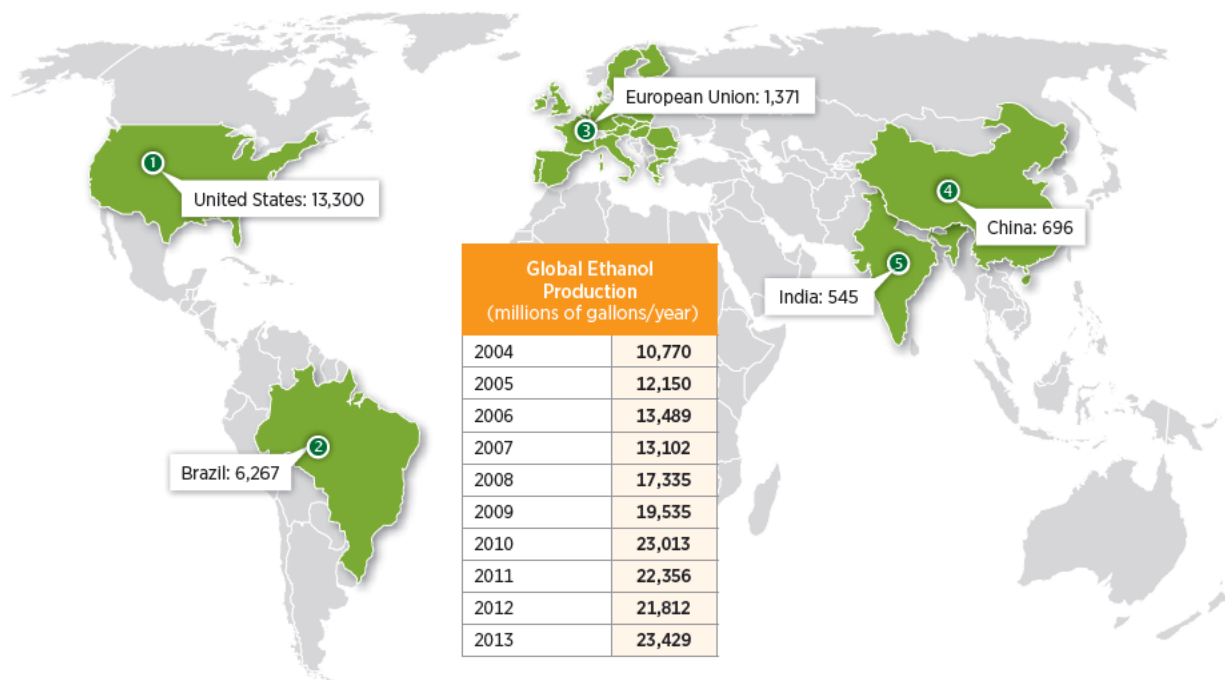 1
United States: 13,300
2
Brazil: 6,267
3
European Union: 1,371
4
China: 696
5
India: 545
Global Ethanol
Production
(millions of gallons/year)
2004 10,770
2005 12,150
2006 13,489
2007 13,102
2008 17,335
2009 19,535
2010 23,013
2011 22,356
2012 21,812
2013 23,429